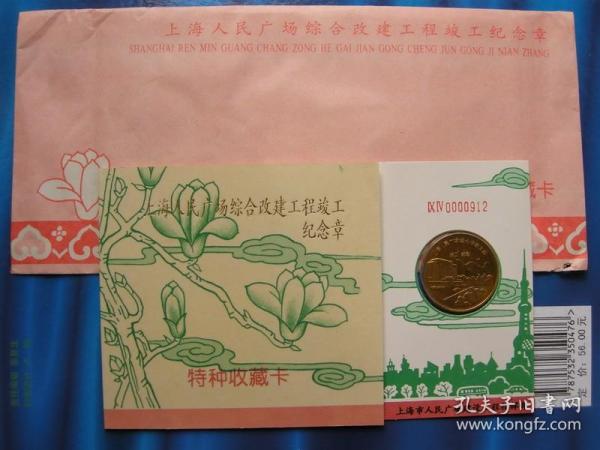 上海人民广场综合改建工程竣工纪念章
SHANGHAI REN MIN GUANG CHANG ZONG HE GAI JIAN GONG CHENG JUN GONG JI NIAN ZHANG
藏卡
上海人民广场综合改建工程竣工
纪念章
特种收藏卡
IXIV0000912
上海市人民广
9787532350476>
定价：56.00元
孔夫子旧书网
www.kongfz.com